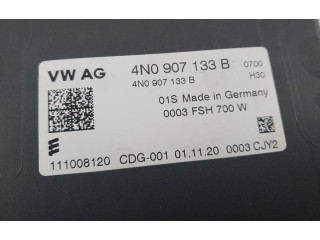 VW AG
4N0 907 133 B 0700
4N0 907 133 B H30
01S Made in Germany
0003 FSH 700 W
111008120 CDG-001 01.11.20 0003 CJY2